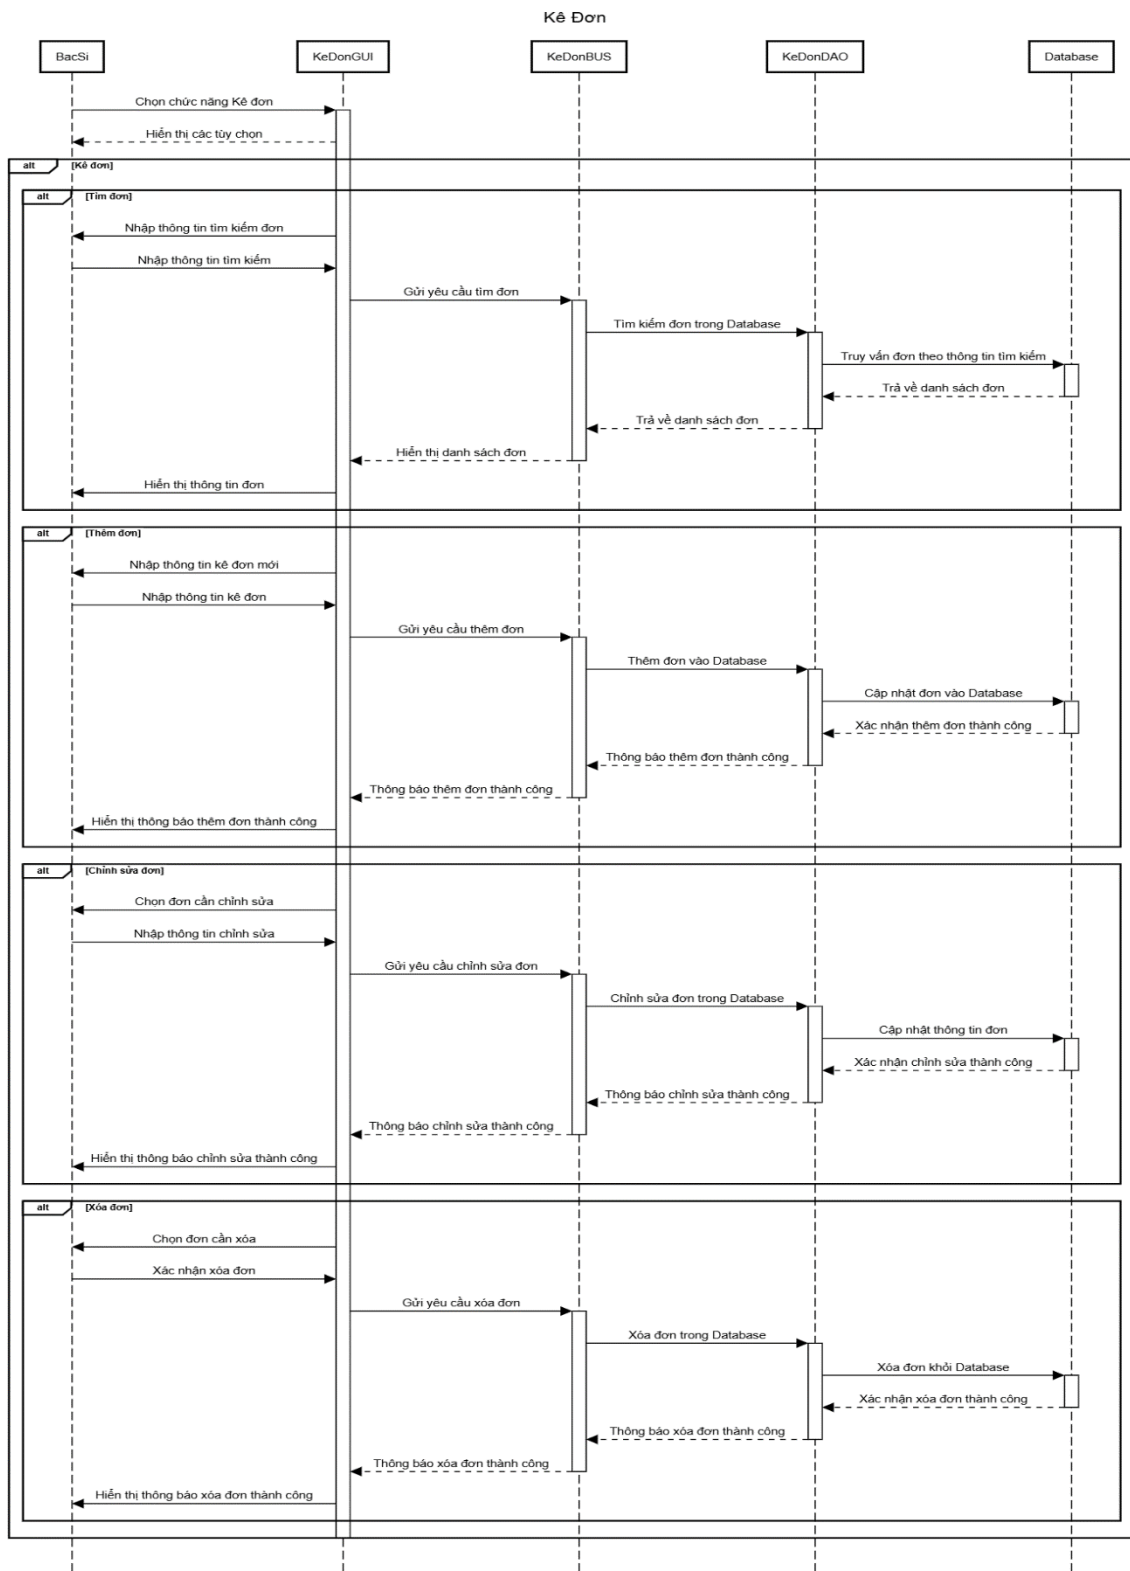 Kê Đơn
BacSi
KeDonGUI
KeDonBUS
KeDonDAO
Database
Chọn chức năng Kê đơn
Hiển thị các tùy chọn
alt
[Kê đơn]
alt
[Tìm đơn]
Nhập thông tin tìm kiếm đơn
Nhập thông tin tìm kiếm
Gửi yêu cầu tìm đơn
Tìm kiếm đơn trong Database
Truy vấn đơn theo thông tin tìm kiếm
Trả về danh sách đơn
Trả về danh sách đơn
Hiển thị danh sách đơn
Hiển thị thông tin đơn
alt
[Thêm đơn]
Nhập thông tin kê đơn mới
Nhập thông tin kê đơn
Gửi yêu cầu thêm đơn
Thêm đơn vào Database
Cập nhật đơn vào Database
Xác nhận thêm đơn thành công
Thông báo thêm đơn thành công
Thông báo thêm đơn thành công
Hiển thị thông báo thêm đơn thành công
alt
[Chỉnh sửa đơn]
Chọn đơn cần chỉnh sửa
Nhập thông tin chỉnh sửa
Gửi yêu cầu chỉnh sửa đơn
Chỉnh sửa đơn trong Database
Cập nhật thông tin đơn
Xác nhận chỉnh sửa thành công
Thông báo chỉnh sửa thành công
Thông báo chỉnh sửa thành công
Hiển thị thông báo chỉnh sửa thành công
alt
[Xóa đơn]
Chọn đơn cần xóa
Xác nhận xóa đơn
Gửi yêu cầu xóa đơn
Xóa đơn trong Database
Xóa đơn khỏi Database
Xác nhận xóa đơn thành công
Thông báo xóa đơn thành công
Thông báo xóa đơn thành công
Hiển thị thông báo xóa đơn thành công